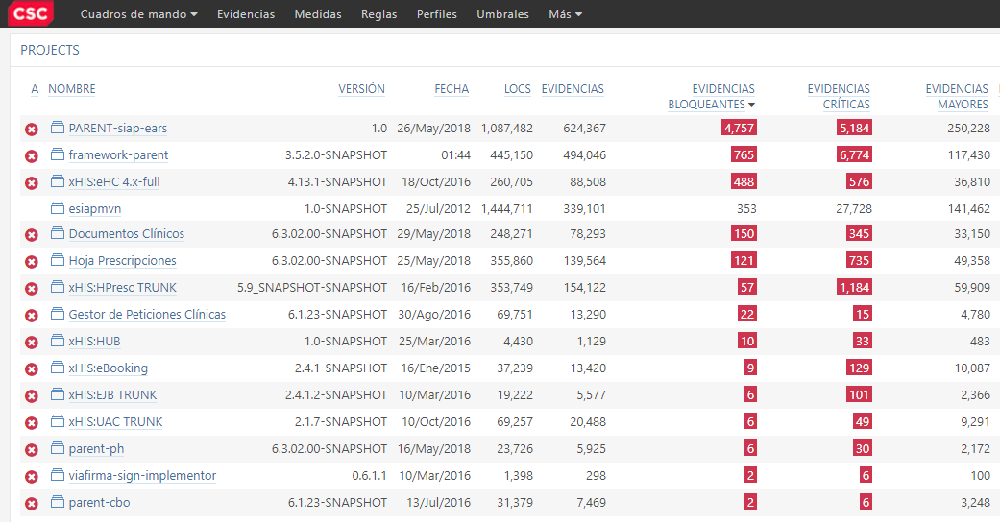 CSC Cuadros de mando Evidencias Medidas Reglas Perfiles Umbrales Más
PROJECTS
A NOMBRE VERSIÓN FECHA LOCS EVIDENCIAS EVIDENCIAS BLOQUEANTES EVIDENCIAS CRÍTICAS EVIDENCIAS MAYORES
PARENT-siap-ears 1.0 26/May/2018 1,087,482 624,367 4,757 5,184 250,228
framework-parent 3.5.2.0-SNAPSHOT 01:44 445,150 494,046 765 6,774 117,430
xHIS:eHC 4.x-full 4.13.1-SNAPSHOT 18/Oct/2016 260,705 88,508 488 576 36,810
esiapmvn 1.0-SNAPSHOT 25/Jul/2012 1,444,711 339,101 353 27,728 141,462
Documentos Clínicos 6.3.02.00-SNAPSHOT 29/May/2018 248,271 78,293 150 345 33,150
Hoja Prescripciones 6.3.02.00-SNAPSHOT 25/May/2018 355,860 139,564 121 735 49,358
xHIS:HPresc TRUNK 5.9_SNAPSHOT-SNAPSHOT 16/Feb/2016 353,749 154,122 57 1,184 59,909
Gestor de Peticiones Clínicas 6.1.23-SNAPSHOT 30/Ago/2016 69,751 13,290 22 15 4,780
xHIS:HUB 1.0-SNAPSHOT 25/Mar/2016 4,430 1,129 10 33 483
xHIS:eBooking 2.4.1-SNAPSHOT 16/Ene/2015 37,239 13,420 9 129 10,087
xHIS:EJB TRUNK 2.4.1.2-SNAPSHOT 10/Mar/2016 19,222 5,577 6 101 2,366
xHIS:UAC TRUNK 2.1.7-SNAPSHOT 10/Oct/2016 69,257 20,488 6 49 9,291
parent-ph 6.3.02.00-SNAPSHOT 16/May/2018 23,726 5,925 6 30 2,172
viafirma-sign-implementor 0.6.1.1 10/Mar/2016 1,398 298 2 6 100
parent-cbo 6.1.23-SNAPSHOT 13/Jul/2016 31,379 7,469 2 6 3,248